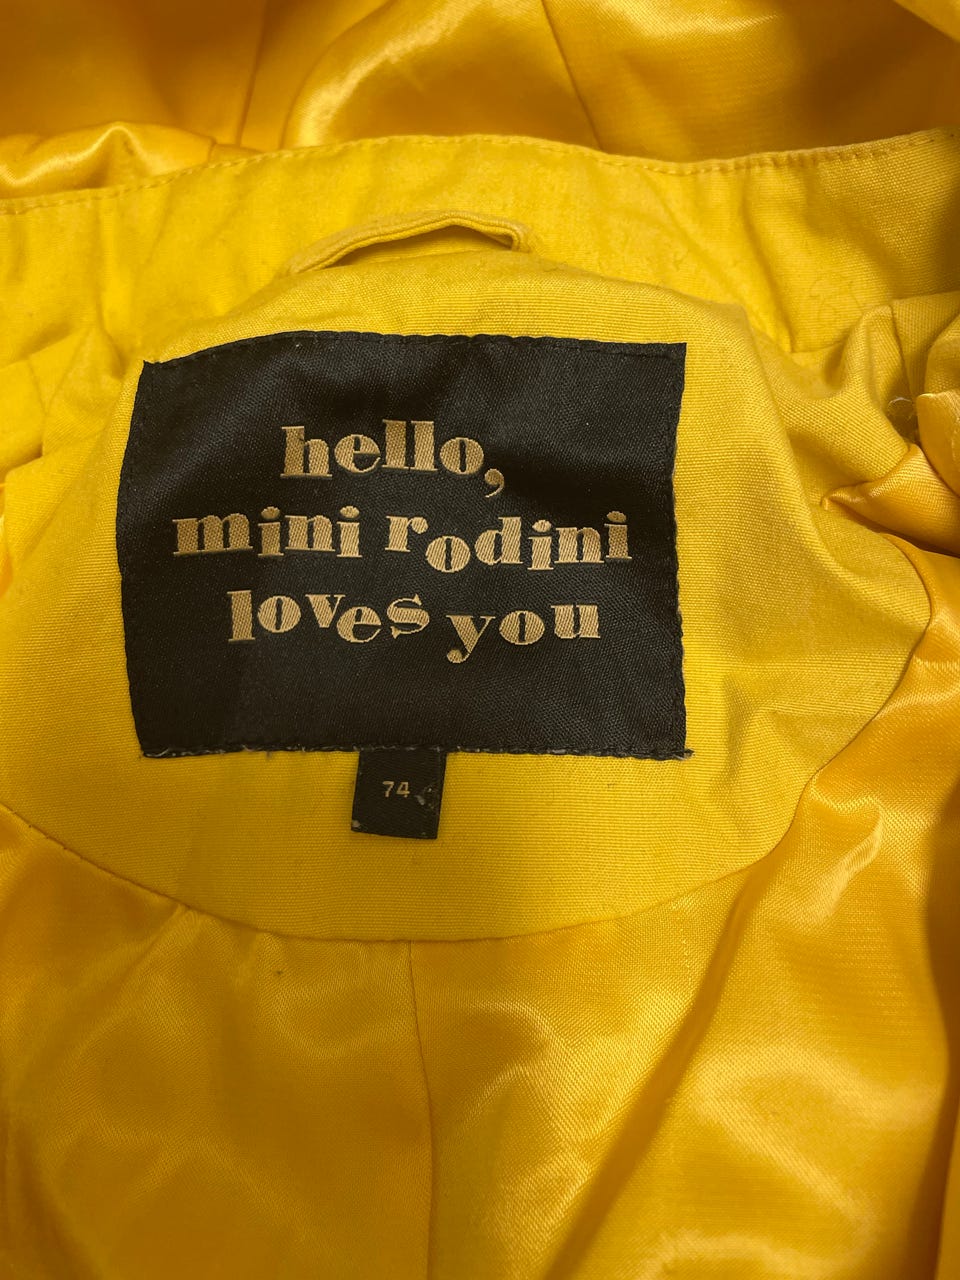 hello,
mini rodini
loves you
74